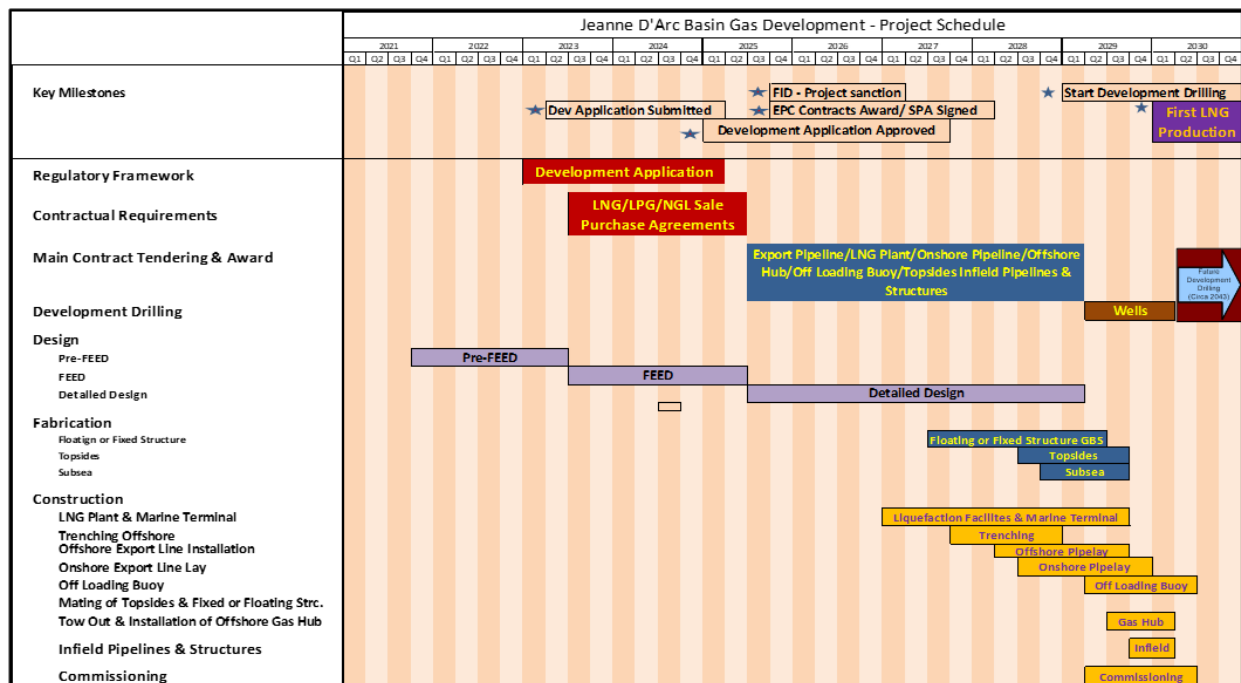 Jeanne D'Arc Basin Gas Development - Project Schedule
2021 2022 2023 2024 2025 2026 2027 2028 2029 2030
Q1 Q2 Q3 Q4 Q1 Q2 Q3 Q4 Q1 Q2 Q3 Q4 Q1 Q2 Q3 Q4 Q1 Q2 Q3 Q4 Q1 Q2 Q3 Q4 Q1 Q2 Q3 Q4 Q1 Q2 Q3 Q4 Q1 Q2 Q3 Q4 Q1 Q2 Q3 Q4
Key Milestones
FID - Project sanction
Start Development Drilling
Dev Application Submitted
EPC Contracts Award/ SPA Signed
First LNG
Production
Development Application Approved
Regulatory Framework
Development Application
Contractual Requirements
LNG/LPG/NGL Sale
Purchase Agreements
Main Contract Tendering & Award
Export Pipeline/LNG Plant/Onshore Pipeline/Offshore
Hub/Off Loading Buoy/Topsides Infield Pipelines &
Structures
Future
Development
Drilling
(Circa 2043)
Development Drilling
Wells
Design
Pre-FEED
Pre-FEED
FEED
FEED
Detailed Design
Detailed Design
Fabrication
Floatign or Fixed Structure
Floating or Fixed Structure GBS
Topsides
Topsides
Subsea
Subsea
Construction
LNG Plant & Marine Terminal
Liquefaction Facilites & Marine Terminal
Trenching Offshore
Trenching
Offshore Export Line Installation
Offshore Pipelay
Onshore Export Line Lay
Onshore Pipelay
Off Loading Buoy
Off Loading Buoy
Mating of Topsides & Fixed or Floating Strc.
Tow Out & Installation of Offshore Gas Hub
Gas Hub
Infield Pipelines & Structures
Infield
Commissioning
Commissioning